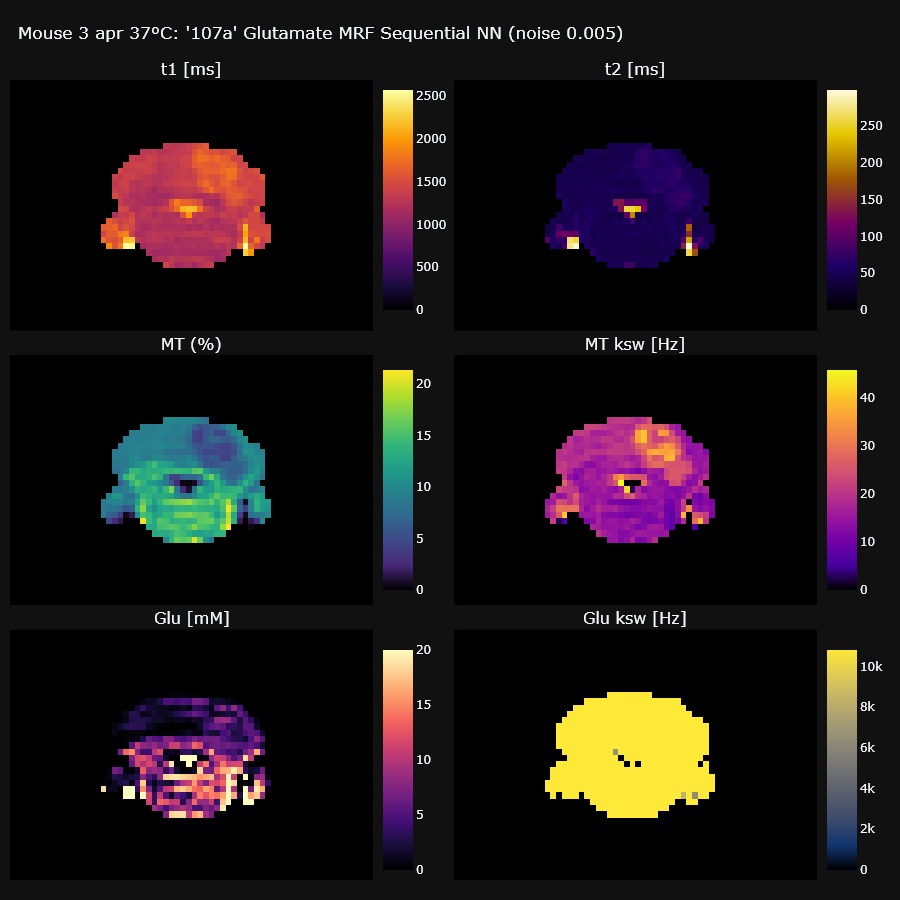 Mouse 3 apr 37ºC: '107a' Glutamate MRF Sequential NN (noise 0.005)
t1 [ms]
t2 [ms]
2500
2000
1500
1000
500
0
250
200
150
100
50
0
MT (%)
MT ksw [Hz]
20
15
10
5
0
40
30
20
10
0
Glu [mM]
Glu ksw [Hz]
20
15
10
5
0
10k
8k
6k
4k
2k
0